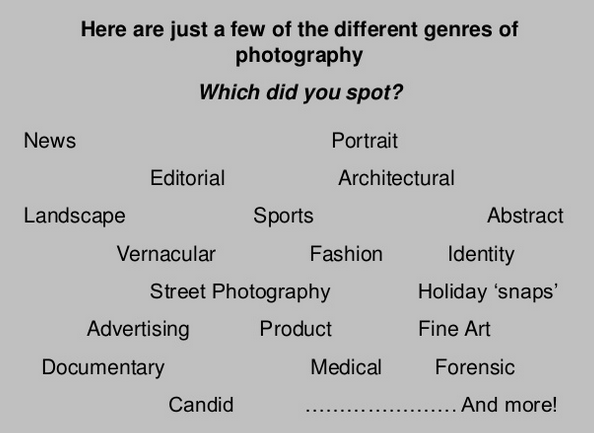 Here are just a few of the different genres of
photography
Which did you spot?
News Portrait
Editorial Architectural
Landscape Sports Abstract
Vernacular Fashion Identity
Street Photography Holiday ‘snaps’
Advertising Product Fine Art
Documentary Medical Forensic
Candid ...................... And more!